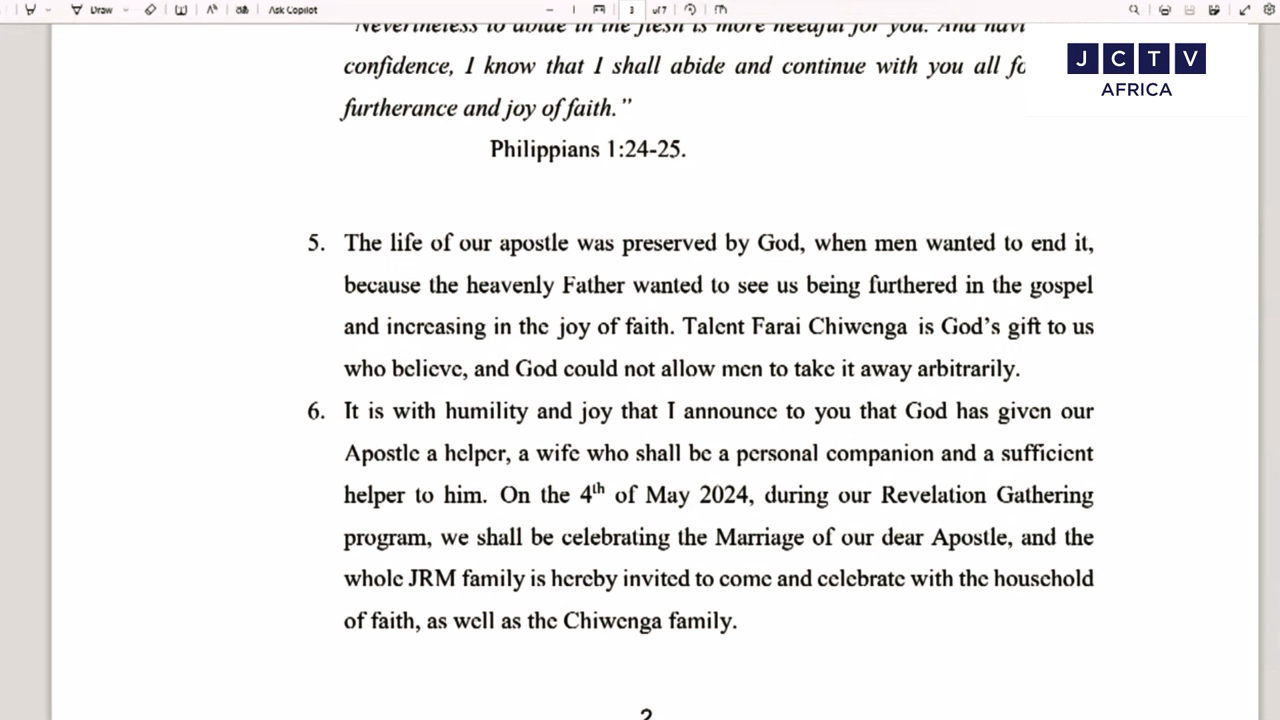 Draw
Ask Copilot
3 of 7
JCTV
AFRICA
"Nevertheless to abide in the flesh is more needful for you. And
confidence, I know that I shall abide and continue with you all
furtherance and joy of faith."
Philippians 1:24-25.
5. The life of our apostle was preserved by God, when men wanted to end it,
because the heavenly Father wanted to see us being furthered in the gospel
and increasing in the joy of faith. Talent Farai Chiwenga is God's gift to us
who believe, and God could not allow men to take it away arbitrarily.
6. It is with humility and joy that I announce to you that God has given our
Apostle a helper, a wife who shall be a personal companion and a sufficient
helper to him. On the 4th of May 2024, during our Revelation Gathering
program, we shall be celebrating the Marriage of our dear Apostle, and the
whole JRM family is hereby invited to come and celebrate with the household
of faith, as well as the Chiwenga family.
2